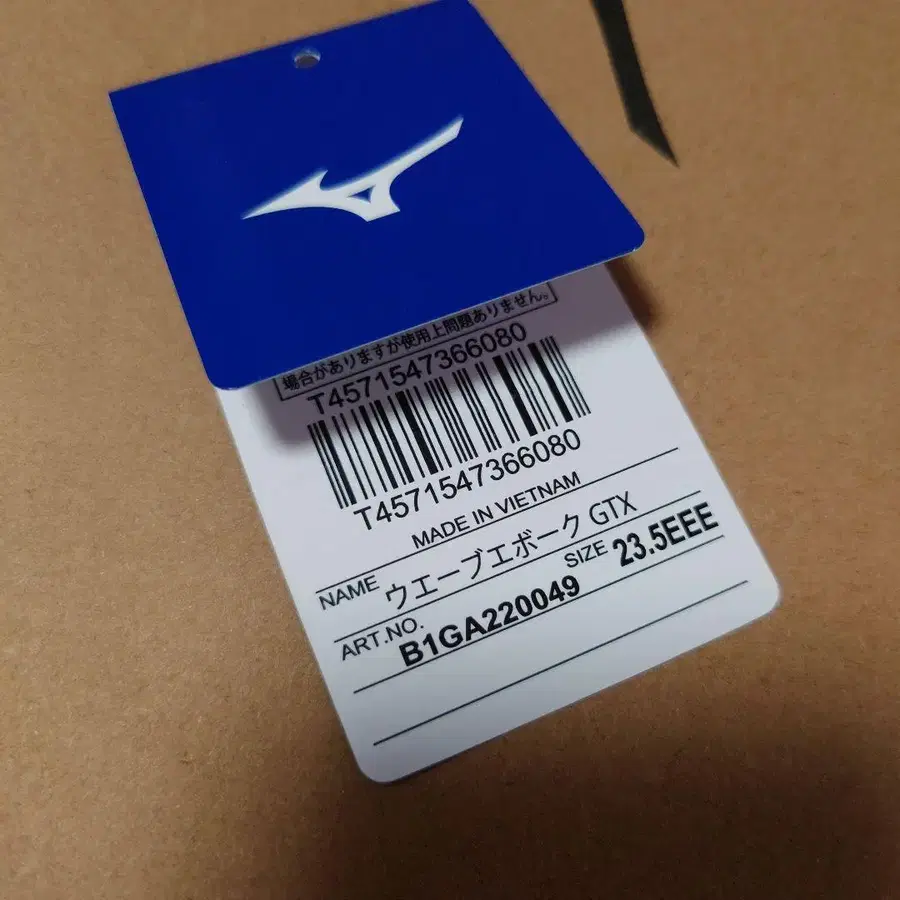 場合がありますが使用上問題ありません。
T4571547366080
T4571547366080
MADE IN VIETNAM
NAME ウエーブエボーク GTX
ART.NO. SIZE 23.5EEE
B1GA220049